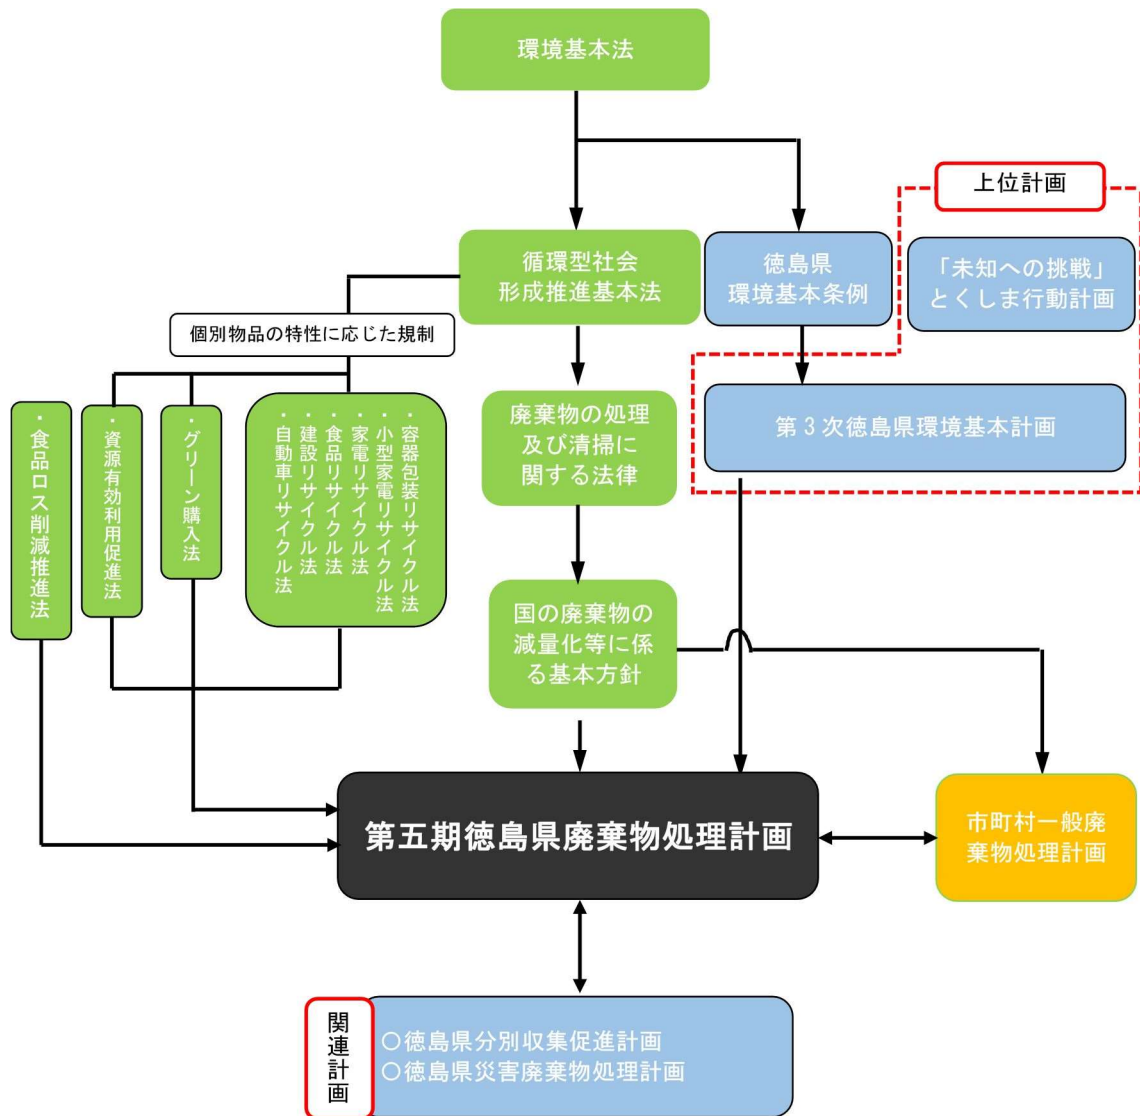 環境基本法
上位計画
循環型社会
形成推進基本法
徳島県
環境基本条例
「未知への挑戦」
とくしま行動計画
個別物品の特性に応じた規制
第3次徳島県環境基本計画
廃棄物の処理
及び清掃に
関する法律
・食品ロス削減推進法
・資源有効利用促進法
・グリーン購入法
・容器包装リサイクル法
・小型家電リサイクル法
・家電リサイクル法
・食品リサイクル法
・建設リサイクル法
・自動車リサイクル法
国の廃棄物の
減量化等に係
る基本方針
第五期徳島県廃棄物処理計画
市町村一般廃
棄物処理計画
関連計画
○徳島県分別収集促進計画
○徳島県災害廃棄物処理計画